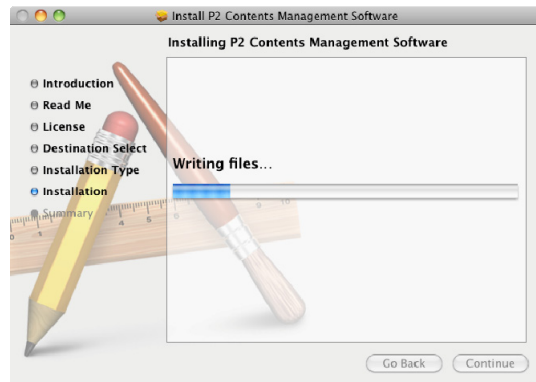 Install P2 Contents Management Software
Installing P2 Contents Management Software
Introduction
Read Me
License
Destination Select
Installation Type
Installation
Summary
Writing files...
Go Back
Continue